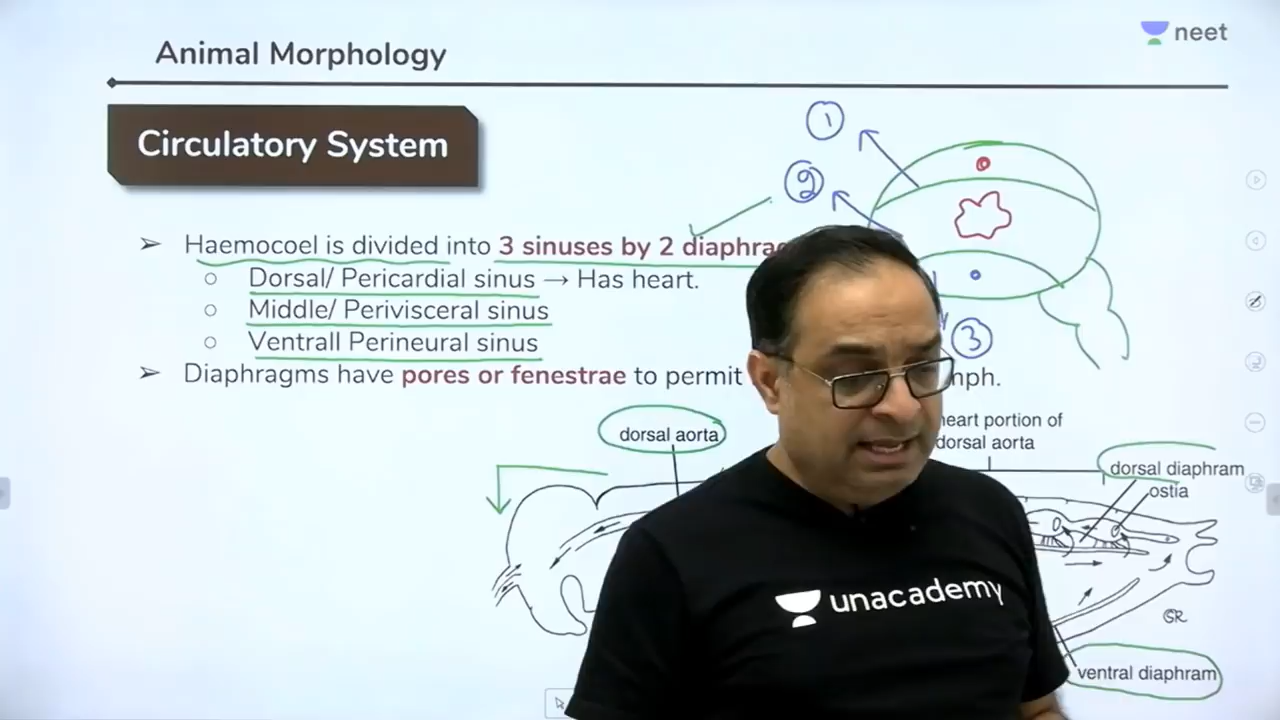 neet
Animal Morphology
Circulatory System
1
2
➢ Haemocoel is divided into 3 sinuses by 2
○ Dorsal/ Pericardial sinus → Has heart.
○ Middle/ Perivisceral sinus
○ Ventrall Perineural sinus
3
➢ Diaphragms have pores or fenestrae to permit
heart portion of
dorsal aorta
dorsal aorta
dorsal diaphram
ostia
unacademy
GR
ventral diaphram